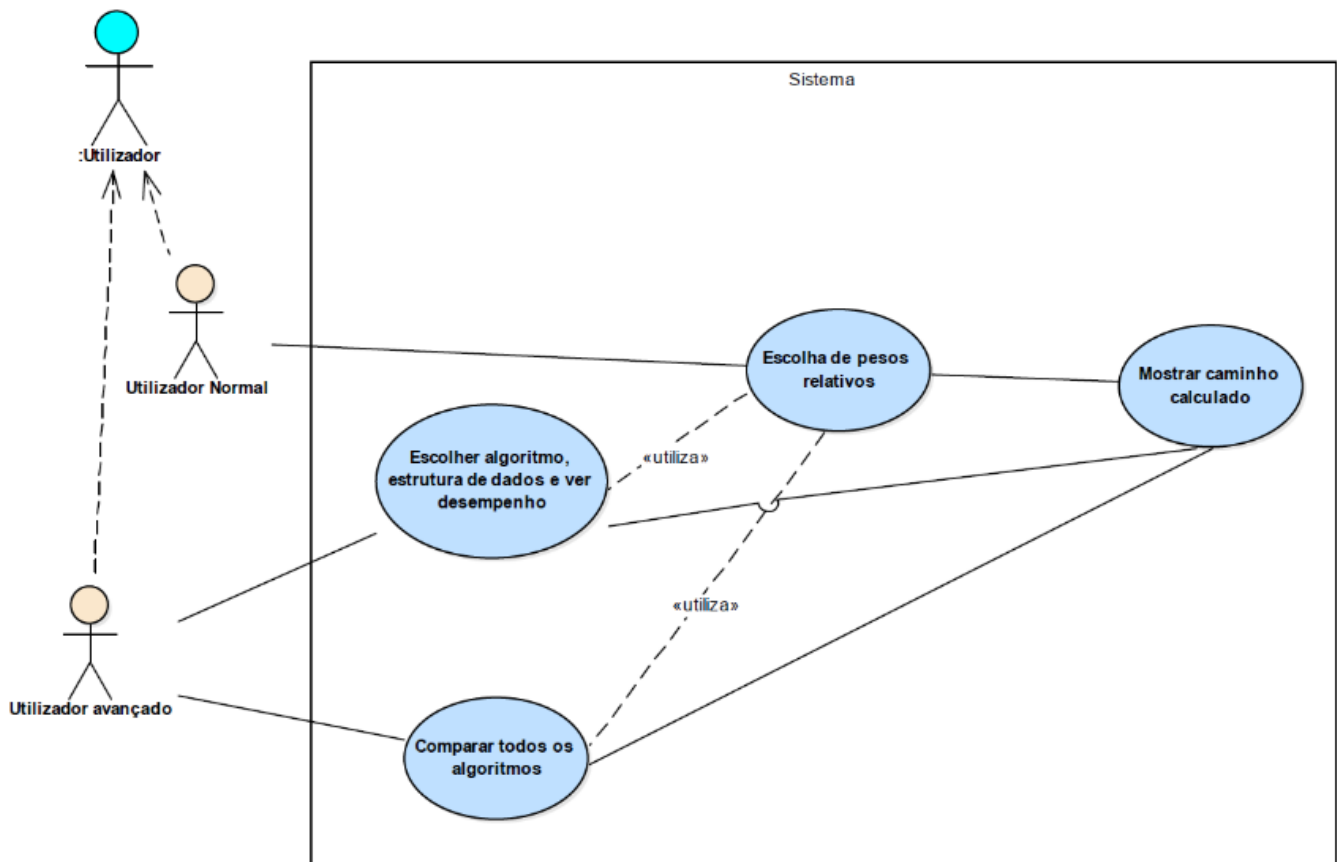 Sistema
:Utilizador
Utilizador Normal
Escolha de pesos
relativos
Mostrar caminho
calculado
Escolher algoritmo,
estrutura de dados e ver
desempenho
«utiliza»
«utiliza»
Utilizador avançado
Comparar todos os
algoritmos